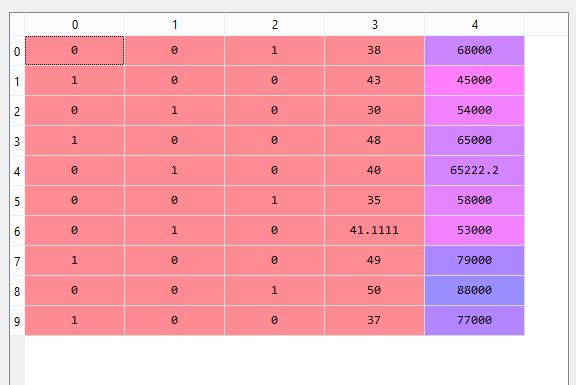 0 1 2 3 4
0 0 0 1 38 68000
1 1 0 0 43 45000
2 0 1 0 30 54000
3 1 0 0 48 65000
4 0 1 0 40 65222.2
5 0 0 1 35 58000
6 0 1 0 41.1111 53000
7 1 0 0 49 79000
8 0 0 1 50 88000
9 1 0 0 37 77000